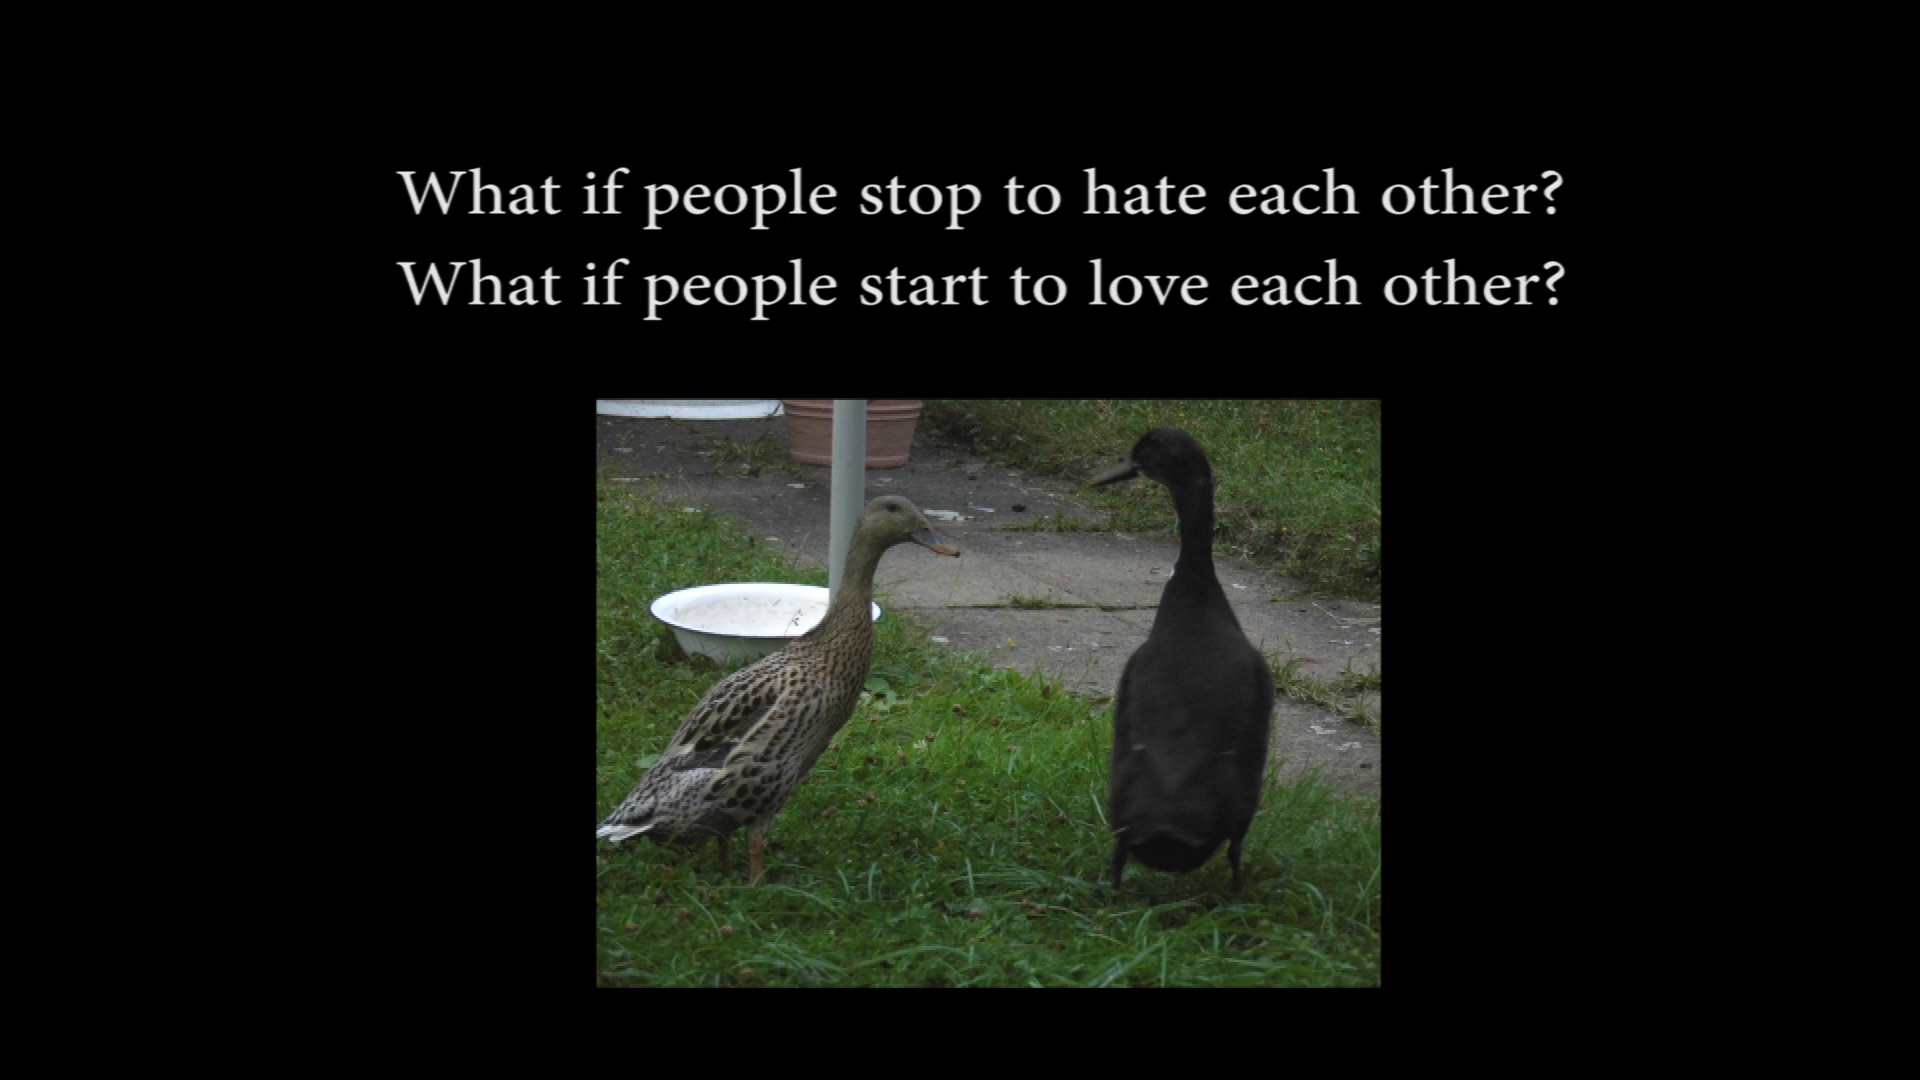 What if people stop to hate each other?
What if people start to love each other?